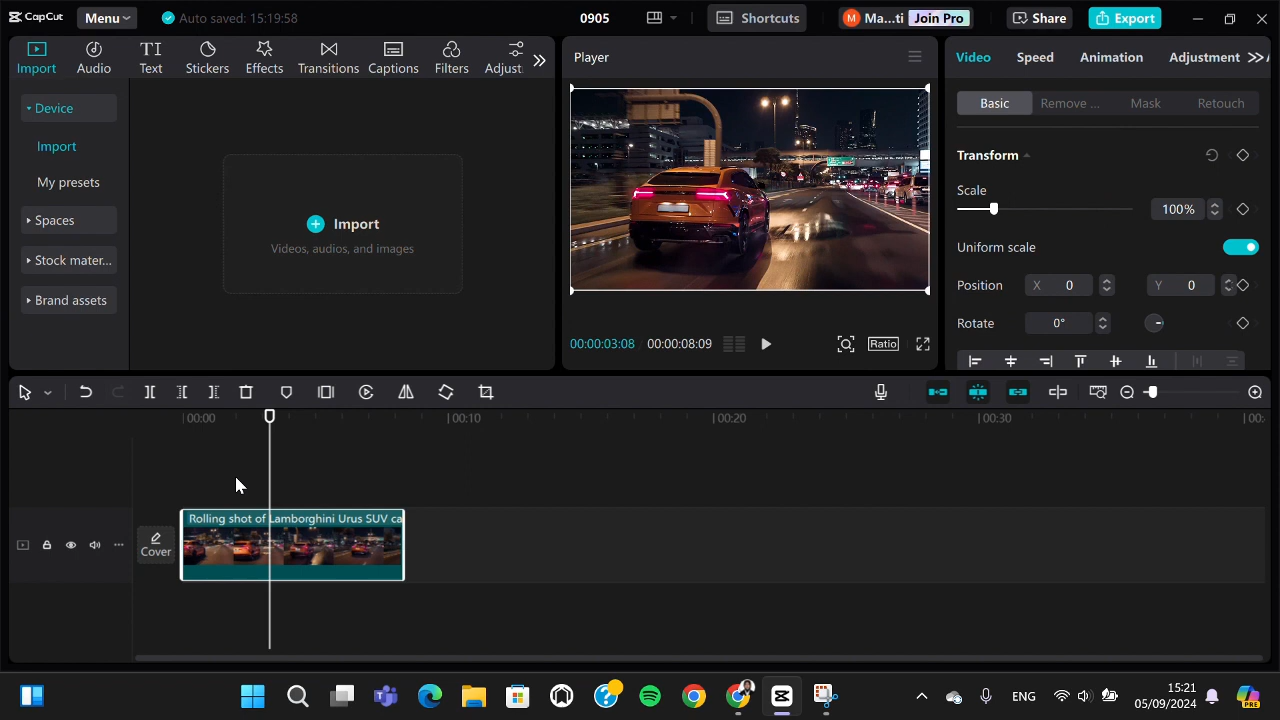 CapCut
Menu
Auto saved: 15:19:58
0905
Shortcuts
M
Ma...ti
Join Pro
Share
Export
Import
Audio
TI
Text
Stickers
Effects
Transitions
Captions
Filters
Adjust
Device
Import
My presets
Spaces
Stock mater...
Brand assets
Import
Videos, audios, and images
Player
00:00:03:08
00:00:08:09
Ratio
Video
Speed
Animation
Adjustment
Basic
Remove ...
Mask
Retouch
Transform
Scale
100%
Uniform scale
Position
X 0
Y 0
Rotate
0°
00:00
00:10
00:20
00:30
Cover
Rolling shot of Lamborghini Urus SUV ca
ENG
15:21
05/09/2024
PRE